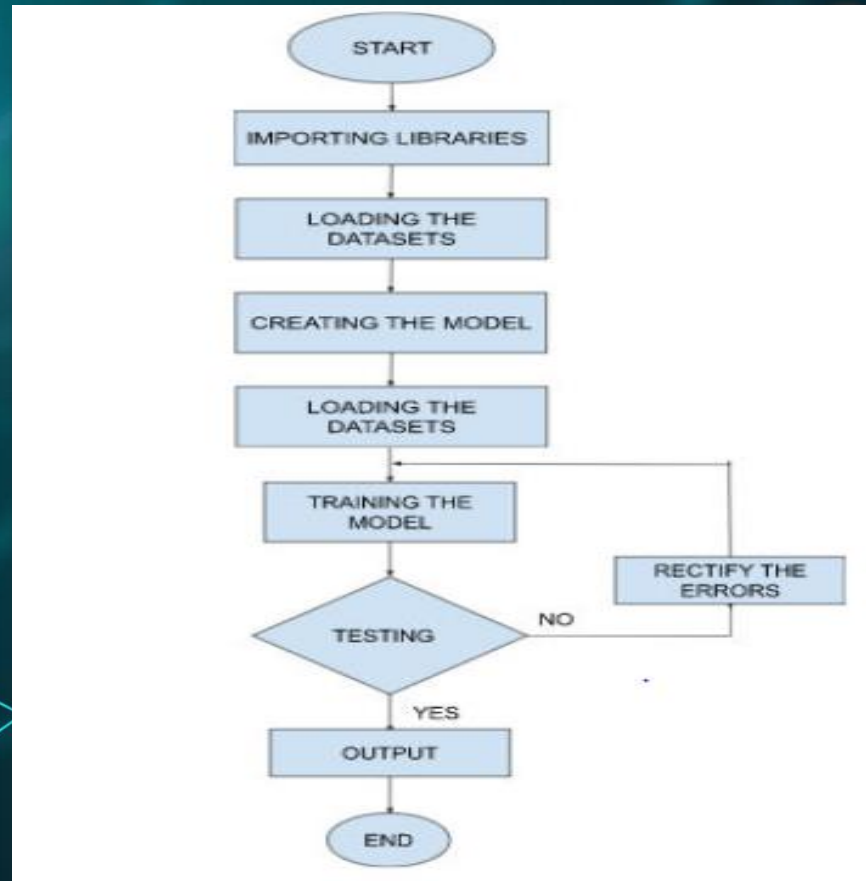 START
IMPORTING LIBRARIES
LOADING THE
DATASETS
CREATING THE MODEL
LOADING THE
DATASETS
TRAINING THE
MODEL
RECTIFY THE
ERRORS
TESTING
NO
YES
OUTPUT
END